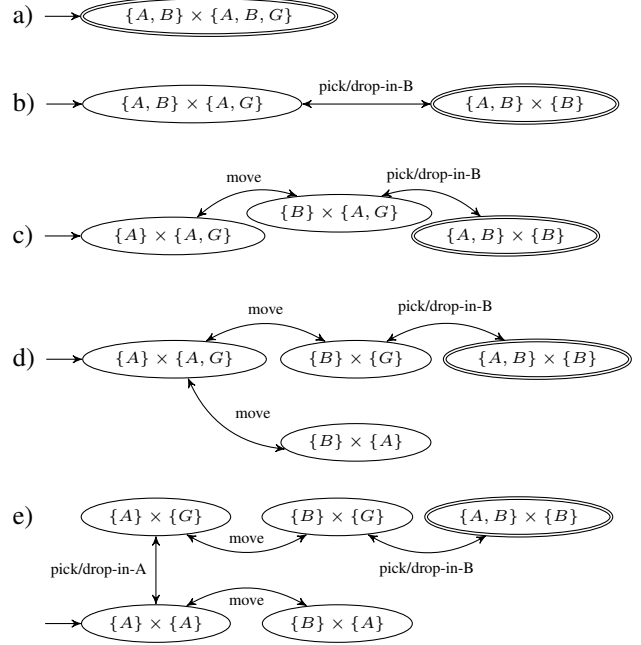 a) {A, B} × {A, B, G}
pick/drop-in-B
b) {A, B} × {A, G} {A, B} × {B}
move pick/drop-in-B
{B} × {A, G}
c) {A} × {A, G} {A, B} × {B}
move pick/drop-in-B
d) {A} × {A, G} {B} × {G} {A, B} × {B}
move
{B} × {A}
e) {A} × {G} {B} × {G} {A, B} × {B}
move
pick/drop-in-A pick/drop-in-B
move
{A} × {A} {B} × {A}